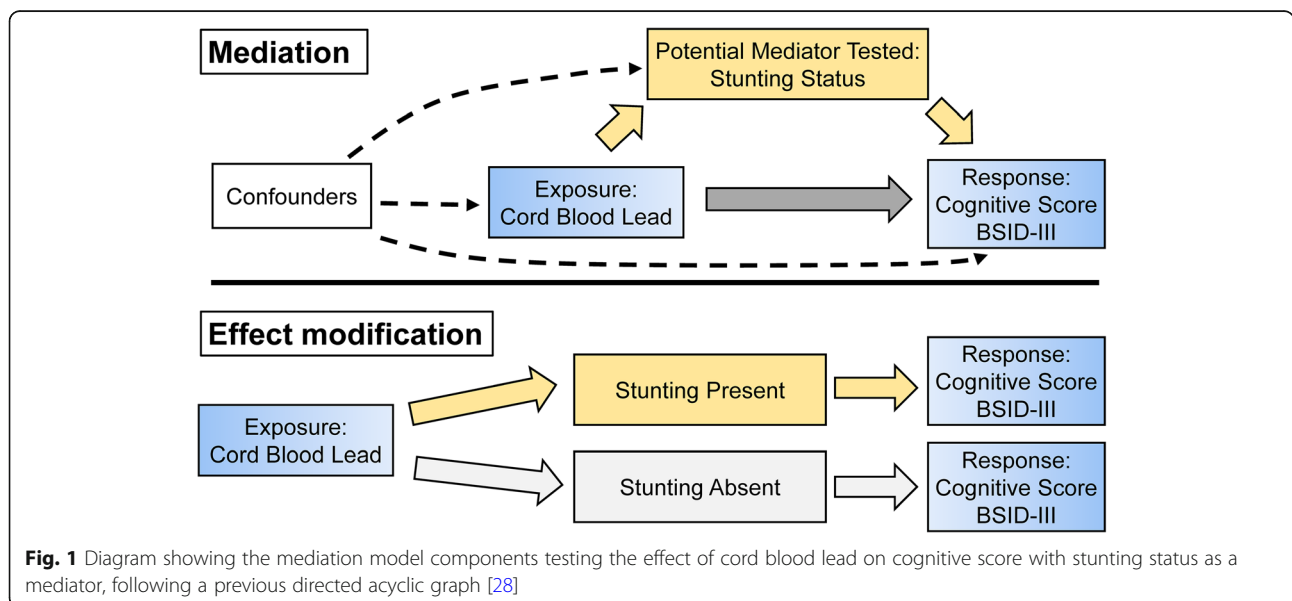 Mediation
Potential Mediator Tested:
Stunting Status
Confounders
Exposure:
Cord Blood Lead
Response:
Cognitive Score
BSID-III
Effect modification
Exposure:
Cord Blood Lead
Stunting Present
Response:
Cognitive Score
BSID-III
Stunting Absent
Response:
Cognitive Score
BSID-III
Fig. 1 Diagram showing the mediation model components testing the effect of cord blood lead on cognitive score with stunting status as a
mediator, following a previous directed acyclic graph [28]